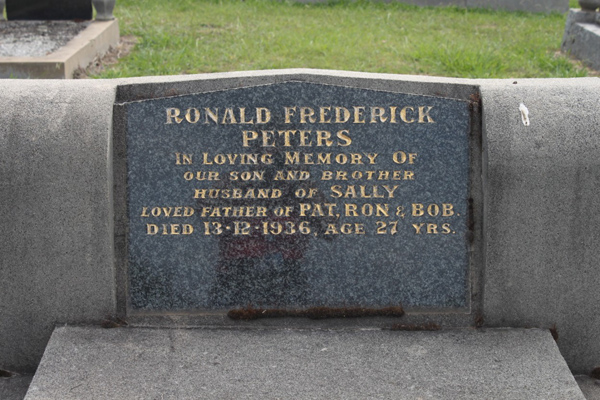 RONALD FREDERICK
PETERS
IN LOVING MEMORY OF
OUR SON AND BROTHER
HUSBAND OF SALLY
LOVED FATHER OF PAT, RON & BOB.
DIED 13·12·1936, AGE 27 YRS.